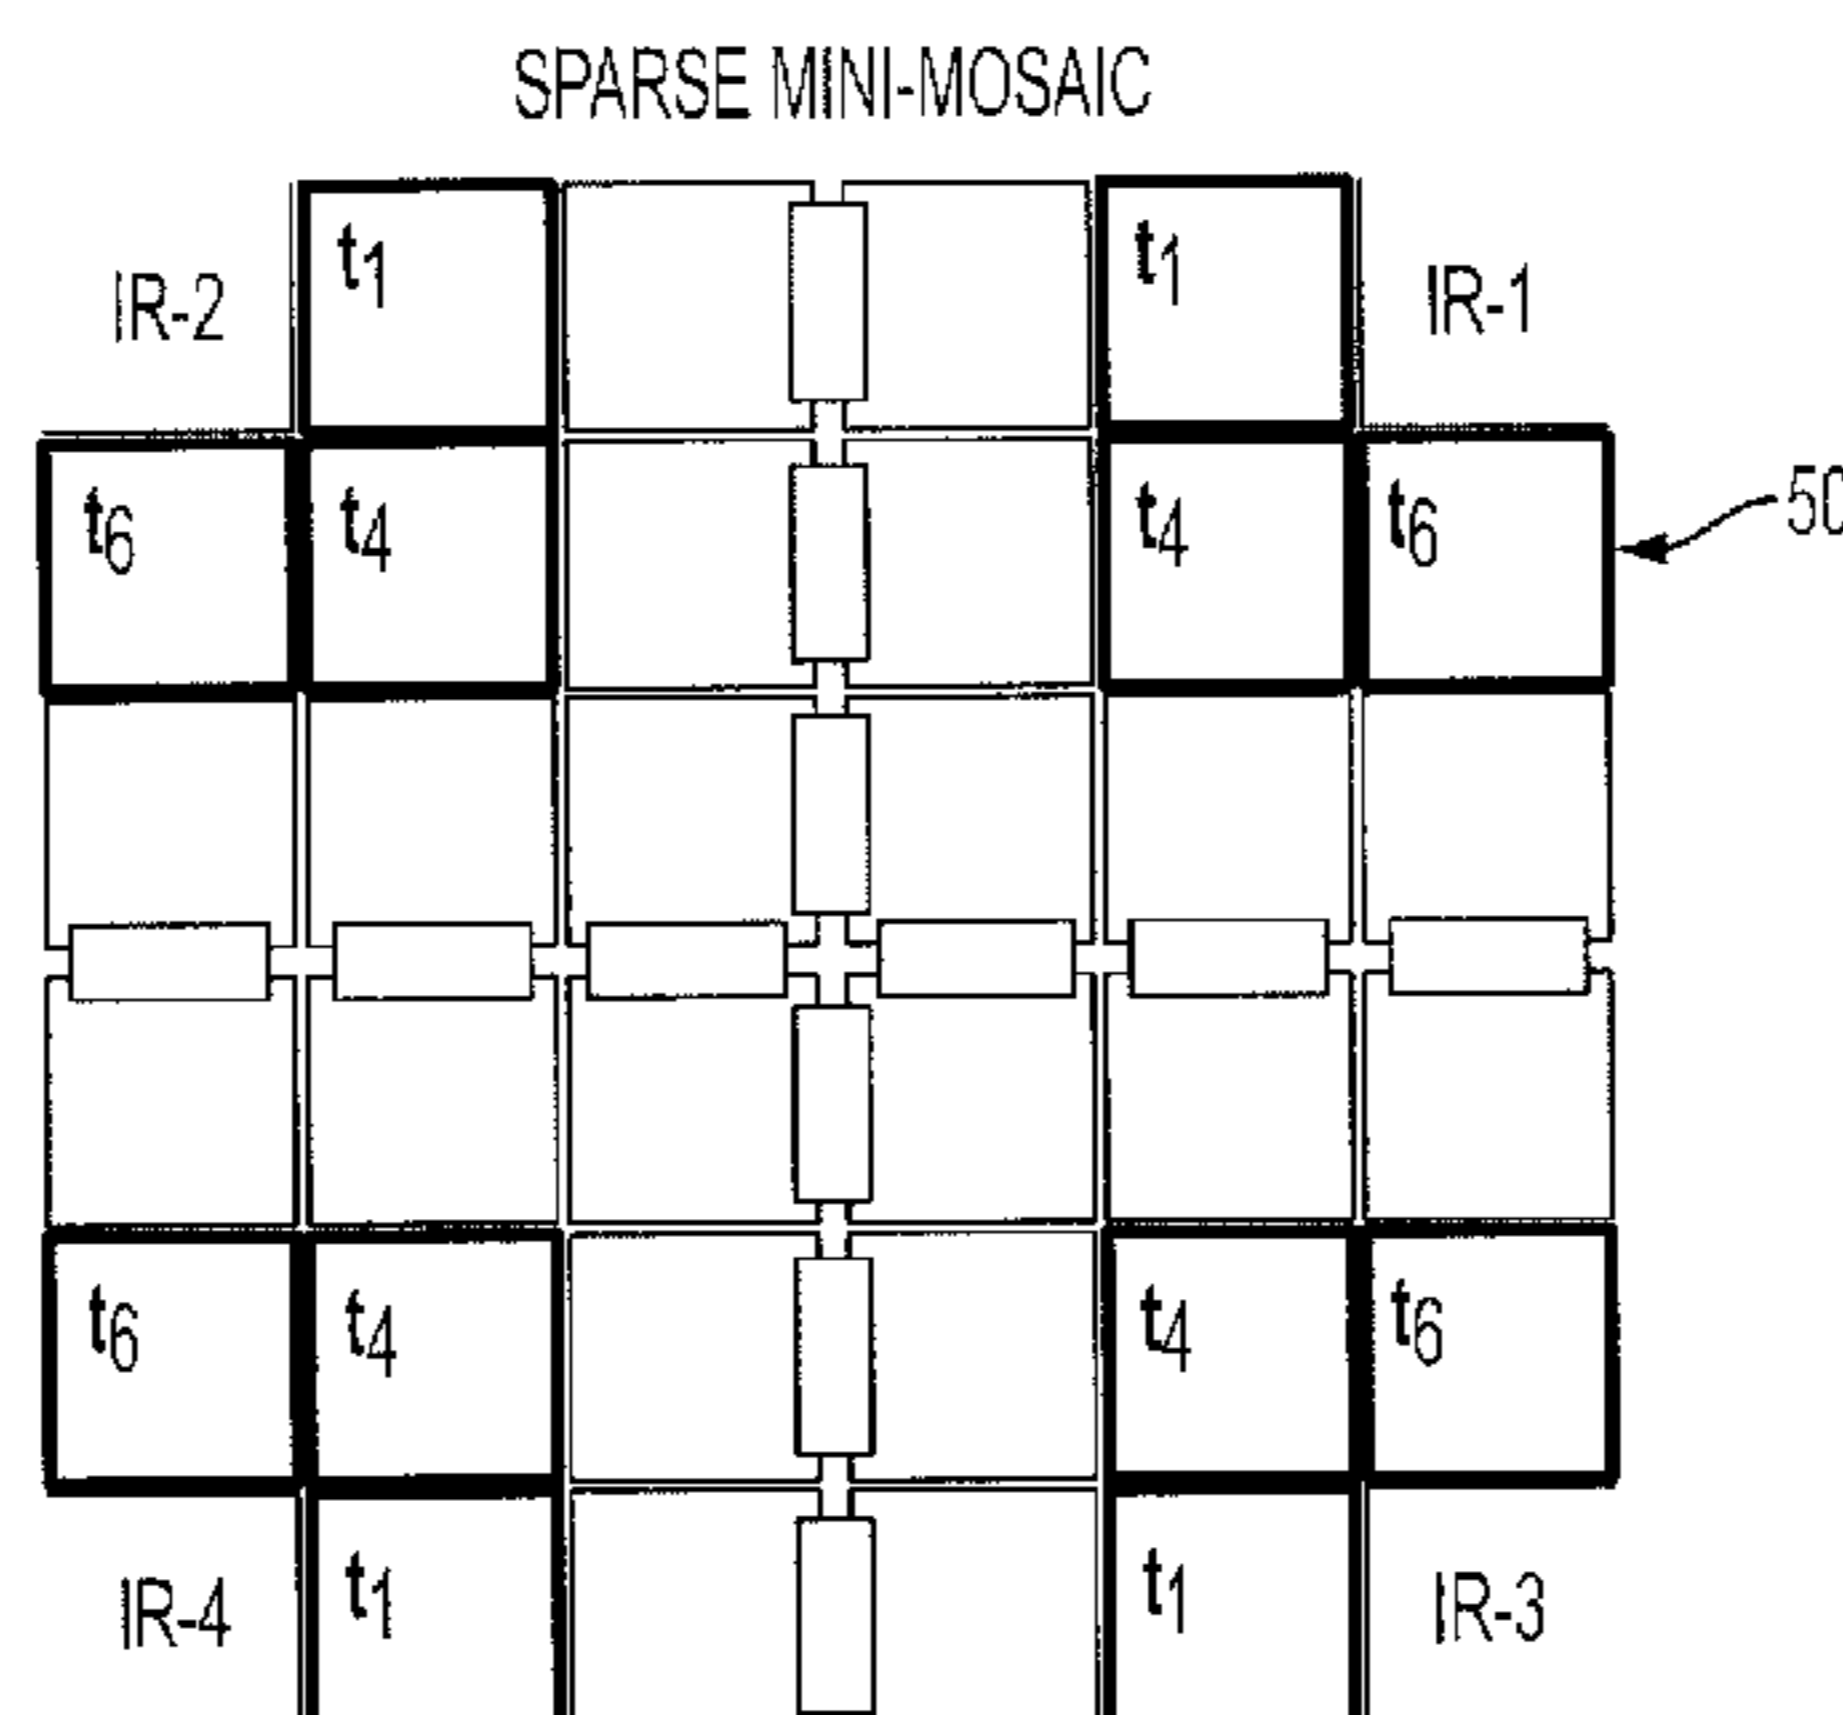 SPARSE MINI-MOSAIC
t1 t1
IR-2 IR-1
t6 t4 t4 t6
50
t6 t4 t4 t6
IR-4 t1 t1 IR-3